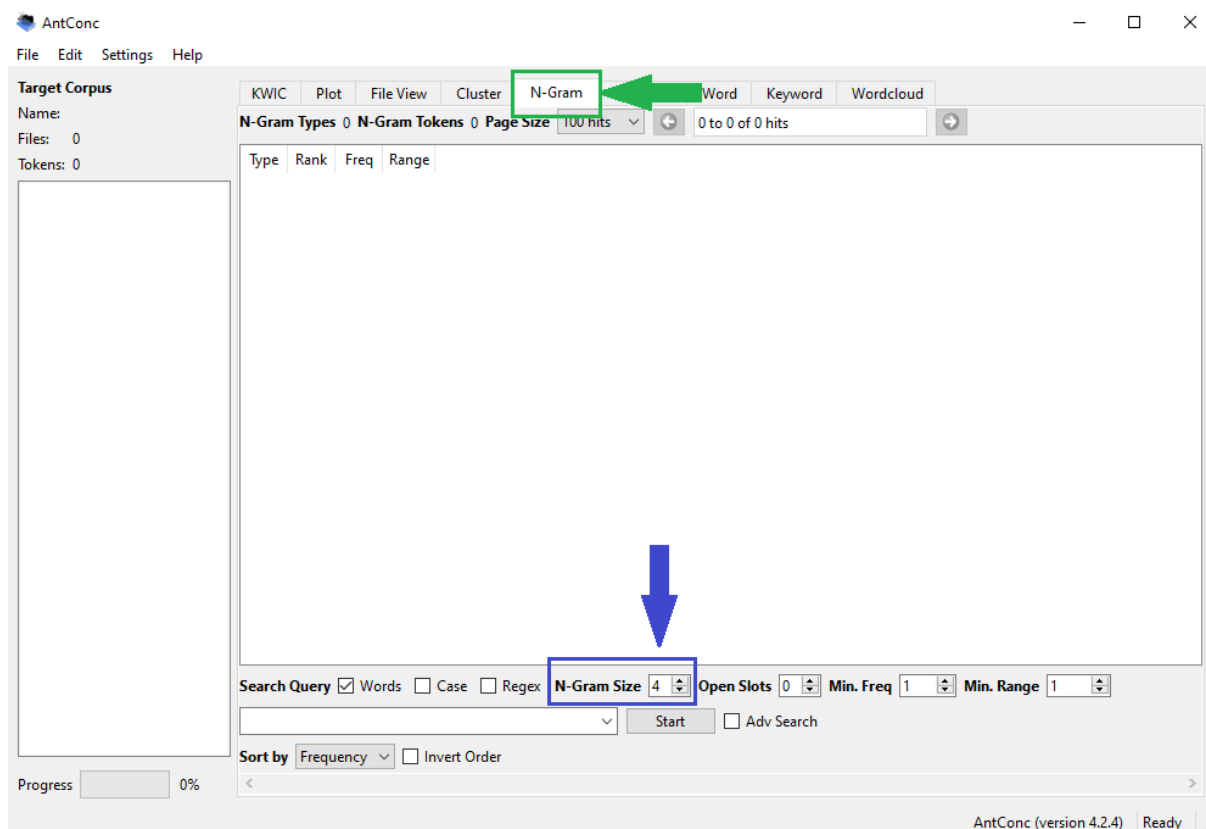 AntConc
File Edit Settings Help
Target Corpus
Name:
Files: 0
Tokens: 0
KWIC Plot File View Cluster N-Gram Word Keyword Wordcloud
N-Gram Types 0 N-Gram Tokens 0 Page Size 100 hits 0 to 0 of 0 hits
Type Rank Freq Range
Search Query Words Case Regex N-Gram Size 4 Open Slots 0 Min. Freq 1 Min. Range 1
Start Adv Search
Sort by Frequency Invert Order
Progress 0%
AntConc (version 4.2.4) Ready